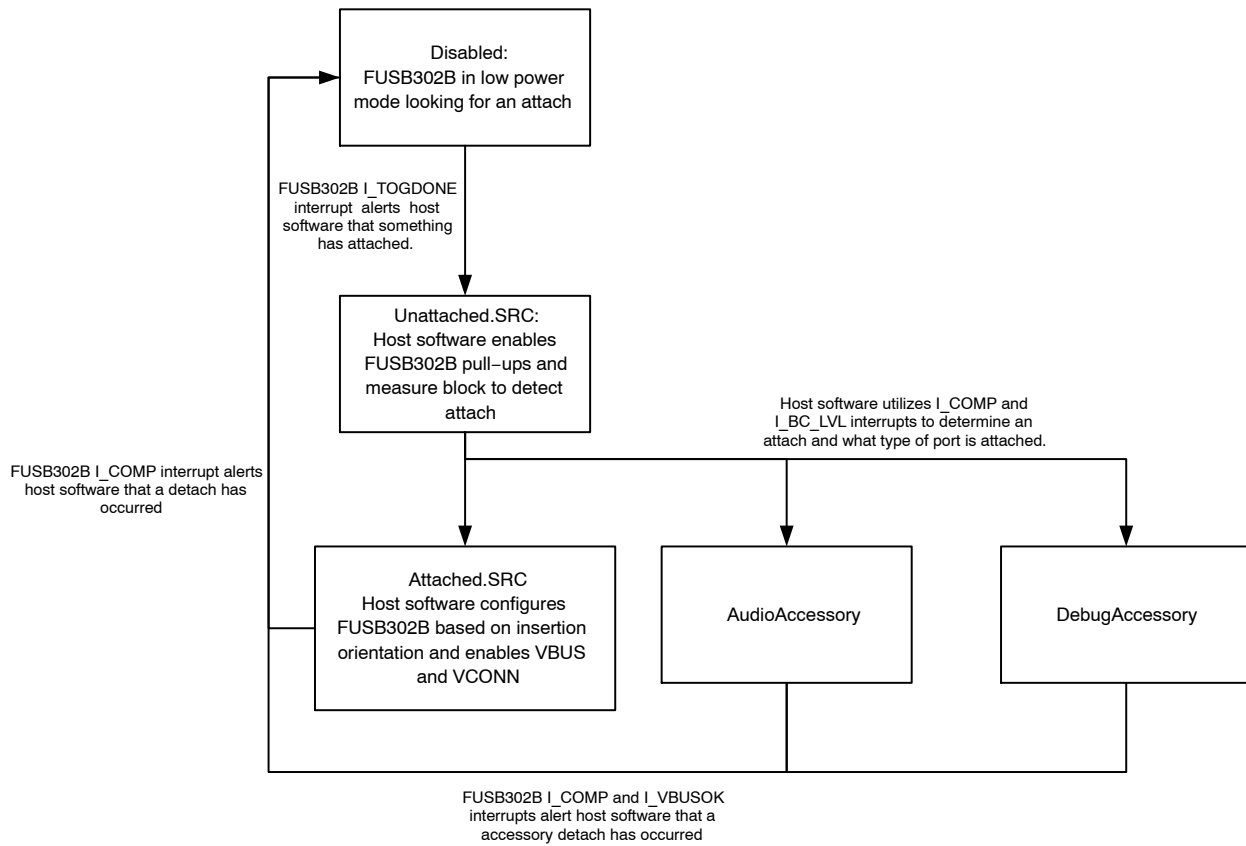 Disabled:
FUSB302B in low power
mode looking for an attach
FUSB302B I_TOGDONE
interrupt alerts host
software that something
has attached.
Unattached.SRC:
Host software enables
FUSB302B pull−ups and
measure block to detect
attach
Host software utilizes I_COMP and
I_BC_LVL interrupts to determine an
attach and what type of port is attached.
FUSB302B I_COMP interrupt alerts
host software that a detach has
occurred
Attached.SRC
Host software configures
FUSB302B based on insertion
orientation and enables VBUS
and VCONN
AudioAccessory
DebugAccessory
FUSB302B I_COMP and I_VBUSOK
interrupts alert host software that a
accessory detach has occurred